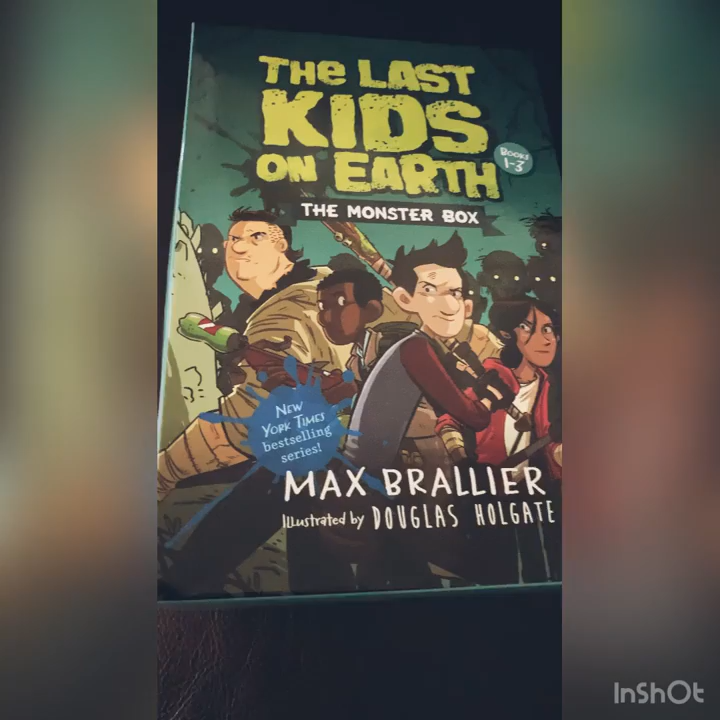 THE LAST
KIDS
ON EARTH
BOOKS
1-3
THE MONSTER BOX
NEW
YORK TIMES
bestselling
series!
MAX BRALLIER
Illustrated by DOUGLAS HOLGATE
InShOt